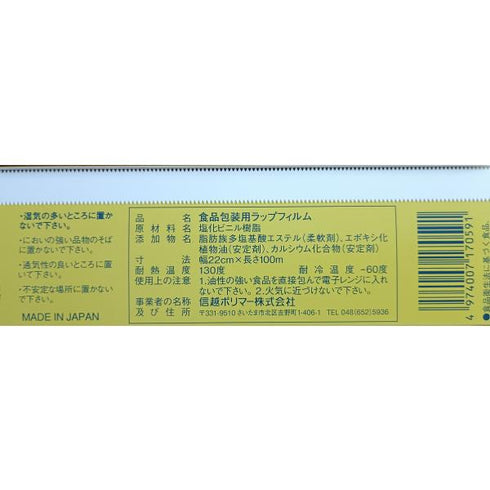 ・湿気の多いところに置か
ないで下さい。
・においの強い品物のそば
に置かないで下さい。
・通気性の良いところに置
いて下さい。
・不安定な場所に置かない
で下さい。
MADE IN JAPAN
品名 食品包装用ラップフィルム
原材料名 塩化ビニル樹脂
添加物名 脂肪族多塩基酸エステル(柔軟剤)、エポキシ化
植物油(安定剤)、カルシウム化合物(安定剤)
寸法 幅22cm×長さ100m
耐熱温度 130度 耐冷温度 -60度
使用上の注意 1.油性の強い食品を直接包んで電子レンジに入れ
ないで下さい。2.火気に近づけないで下さい。
事業者の名称 信越ポリマー株式会社
及び住所 〒331-9510 さいたま市北区吉野町1-406-1 TEL 048(652)5936
4 974007 170591
●食品衛生法に基づく食品